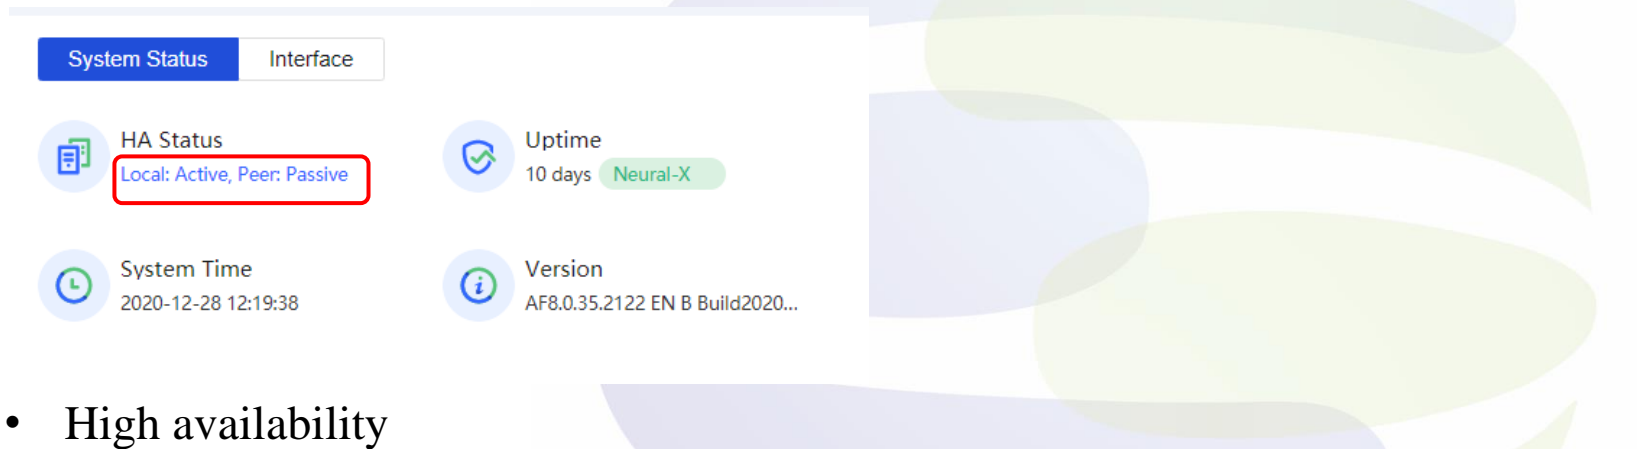 System Status Interface
HA Status
Local: Active, Peer: Passive
Uptime
10 days Neural-X
System Time
2020-12-28 12:19:38
Version
AF8.0.35.2122 EN B Build2020...
• High availability